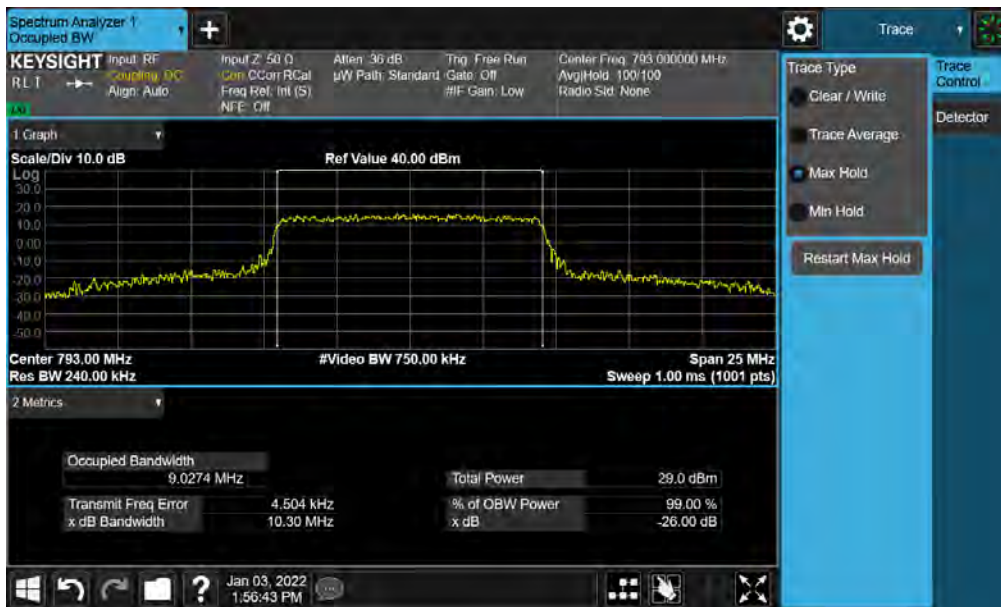 Spectrum Analyzer 1
Occupied BW
+
Trace
KEYSIGHT
RLT
Input: RF
Coupling: DC
Align: Auto
Input Z: 50 Ω
Corr CCorr RCal
Freq Ref: Int (S)
NFE: Off
Atten: 36 dB
µW Path: Standard
Trig: Free Run
Gate: Off
#IF Gain: Low
Center Freq: 793.000000 MHz
Avg|Hold: 100/100
Radio Std: None
Trace Type
Clear / Write
Trace Average
Max Hold
Min Hold
Restart Max Hold
Trace
Control
Detector
1 Graph
Scale/Div 10.0 dB
Ref Value 40.00 dBm
Log
30.0
20.0
10.0
0.00
-10.0
-20.0
-30.0
-40.0
-50.0
Center 793.00 MHz
#Video BW 750.00 kHz
Span 25 MHz
Res BW 240.00 kHz
Sweep 1.00 ms (1001 pts)
2 Metrics
Occupied Bandwidth
9.0274 MHz
Total Power
29.0 dBm
Transmit Freq Error
4.504 kHz
% of OBW Power
99.00 %
x dB Bandwidth
10.30 MHz
x dB
-26.00 dB
?
Jan 03, 2022
1:56:43 PM